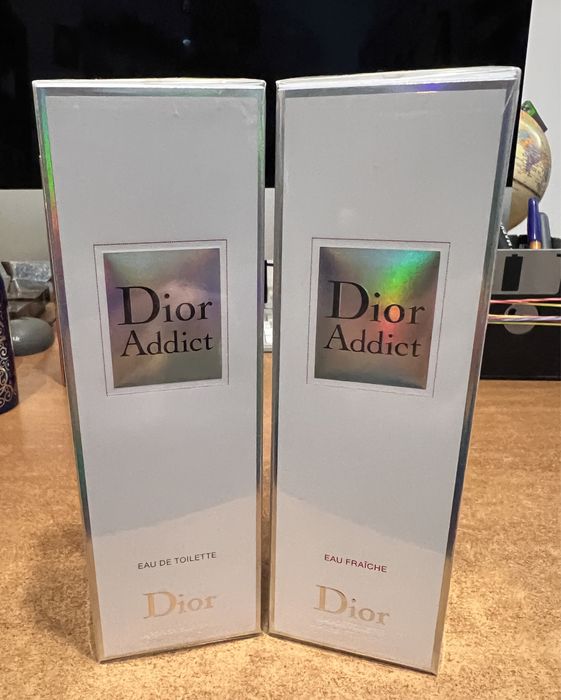 Dior
Addict
EAU DE TOILETTE
Dior
Dior
Addict
EAU FRAÎCHE
Dior